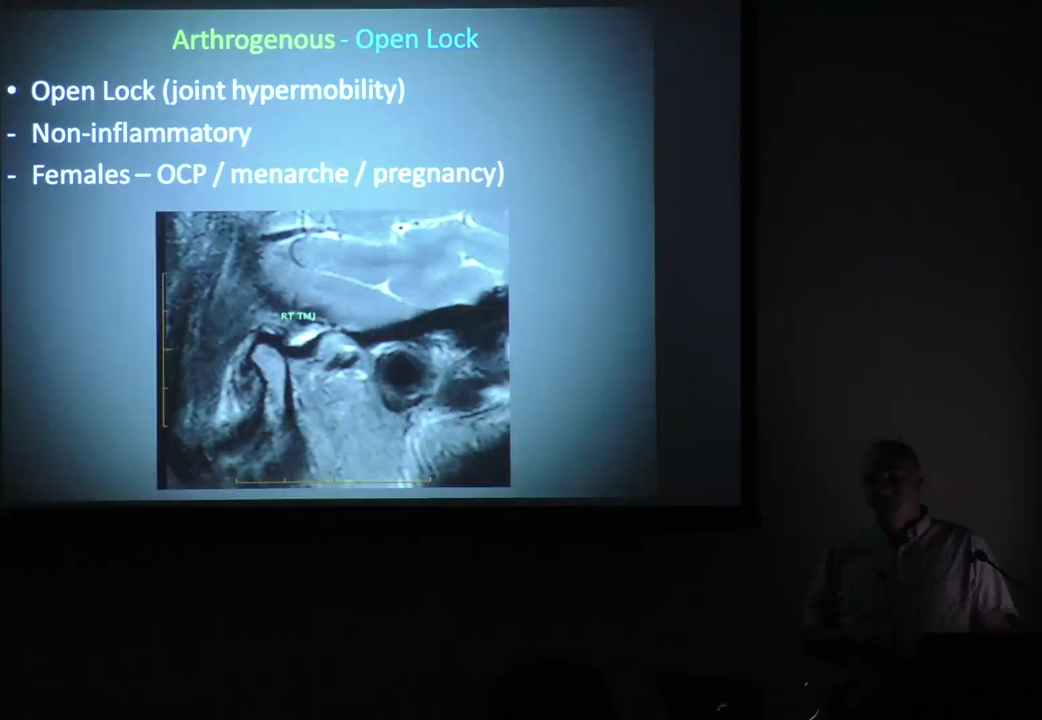 Arthrogenous - Open Lock
• Open Lock (joint hypermobility)
- Non-inflammatory
- Females – OCP / menarche / pregnancy)
RT TMJ